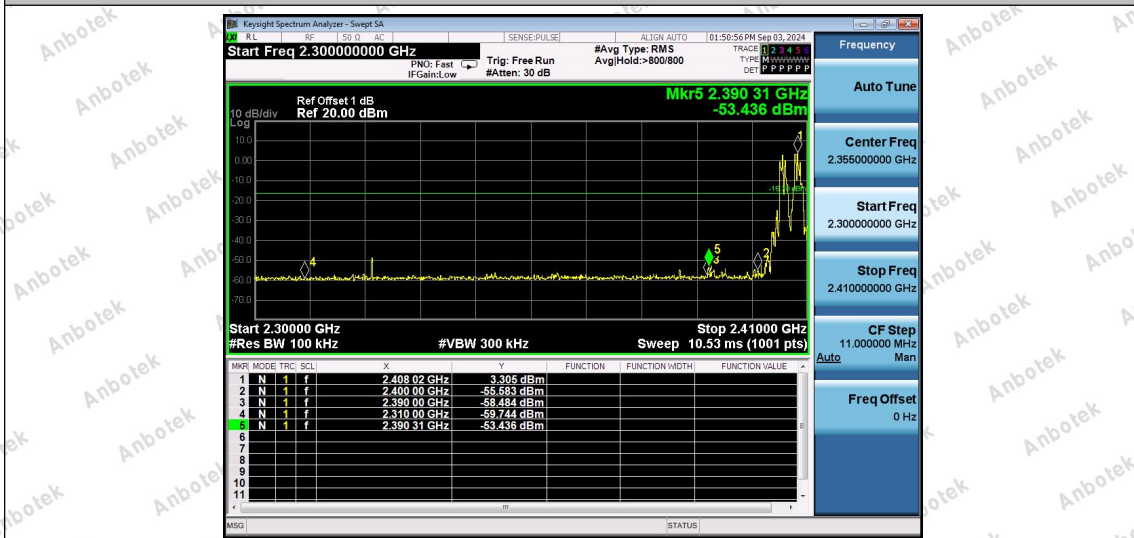 Keysight Spectrum Analyzer - Swept SA
LXI RL RF 50 Ω AC SENSE:PULSE ALIGN AUTO 01:50:56 PM Sep 03, 2024
Start Freq 2.300000000 GHz
PNO: Fast
IFGain:Low
Trig: Free Run
#Atten: 30 dB
#Avg Type: RMS
Avg|Hold:>800/800
TRACE 1 2 3 4 5 6
TYPE M W W W W W
DET P P P P P P
Mkr5 2.390 31 GHz
-53.436 dBm
Ref Offset 1 dB
10 dB/div Ref 20.00 dBm
Log
10.0
0.00
-10.0
-20.0
-30.0
-40.0
-50.0
-60.0
-70.0
1
2
3
4
5
Start 2.30000 GHz Stop 2.41000 GHz
#Res BW 100 kHz #VBW 300 kHz Sweep 10.53 ms (1001 pts)
MKR MODE TRC SCL X Y FUNCTION FUNCTION WIDTH FUNCTION VALUE
1 N 1 f 2.408 02 GHz 3.305 dBm
2 N 1 f 2.400 00 GHz -55.583 dBm
3 N 1 f 2.390 00 GHz -58.484 dBm
4 N 1 f 2.310 00 GHz -59.744 dBm
5 N 1 f 2.390 31 GHz -53.436 dBm
6
7
8
9
10
11
MSG STATUS
Frequency
Auto Tune
Center Freq
2.355000000 GHz
Start Freq
2.300000000 GHz
Stop Freq
2.410000000 GHz
CF Step
11.000000 MHz
Auto Man
Freq Offset
0 Hz
Anbotek